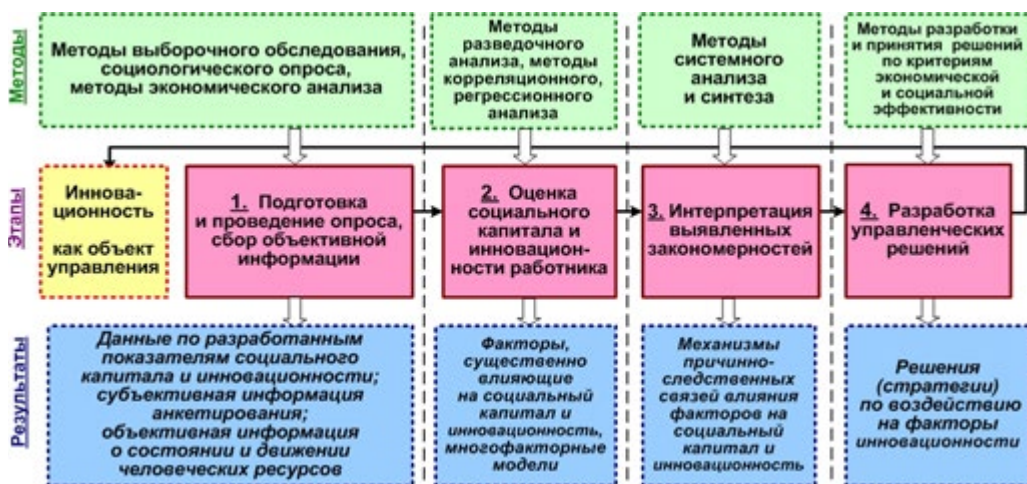 Методы
Методы выборочного обследования,
социологического опроса,
методы экономического анализа
Методы
разведочного
анализа, методы
корреляционного,
регрессионного
анализа
Методы
системного
анализа
и синтеза
Методы разработки
и принятия решений
по критериям
экономической
и социальной
эффективности
Этапы
Иннова-
ционность
как объект
управления
1. Подготовка
и проведение опроса,
сбор объективной
информации
2. Оценка
социального
капитала и
инновацион-
ности работника
3. Интерпретация
выявленных
закономерностей
4. Разработка
управленческих
решений
Результаты
Данные по разработанным
показателям социального
капитала и инновационности;
субъективная информация
анкетирования;
объективная информация
о состоянии и движении
человеческих ресурсов
Факторы,
существенно
влияющие
на социальный
капитал и
инновационность,
многофакторные
модели
Механизмы
причинно-
следственных
связей влияния
факторов на
социальный
капитал и
инновационность
Решения
(стратегии)
по воздействию
на факторы
инновационности